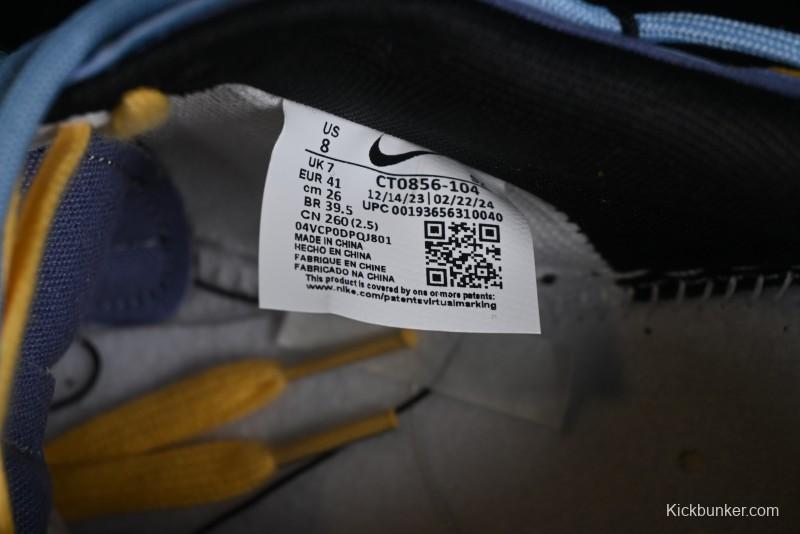 US
8
UK 7
EUR 41
cm 26
BR 39.5
CN 260 (2.5)
CT0856-104
12/14/23 | 02/22/24
UPC 00193656310040
04VCP0DPQJ801
MADE IN CHINA
HECHO EN CHINA
FABRIQUE EN CHINE
FABRICADO NA CHINA
This product is covered by one or more patents:
www.nike.com/patentsvirtualmarking
Kickbunker.com